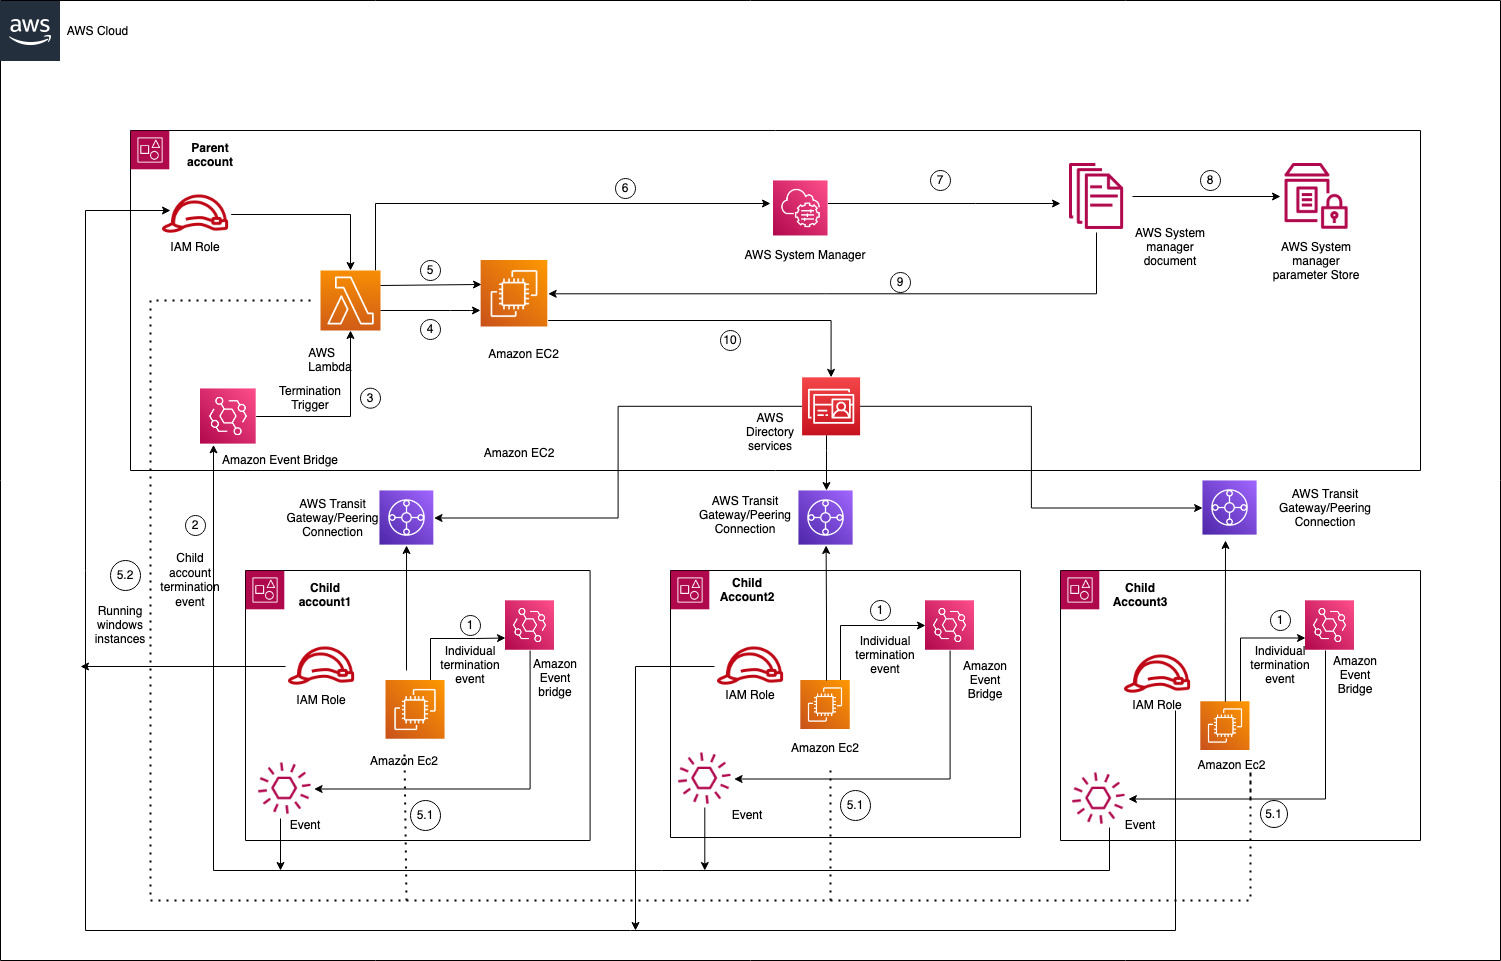 aws
AWS Cloud
Parent
account
IAM Role
6
7
8
AWS System Manager
AWS System
manager
document
AWS System
manager
parameter Store
5
4
9
10
AWS
Lambda
Amazon EC2
Termination
Trigger
3
AWS
Directory
services
Amazon Event Bridge
Amazon EC2
2
Child
account
termination
event
5.2
Running
windows
instances
AWS Transit
Gateway/Peering
Connection
AWS Transit
Gateway/Peering
Connection
AWS Transit
Gateway/Peering
Connection
Child
account1
1
Individual
termination
event
Amazon
Event
bridge
IAM Role
Amazon Ec2
5.1
Event
Child
Account2
1
Individual
termination
event
Amazon
Event
Bridge
IAM Role
Amazon Ec2
5.1
Event
Child
Account3
1
Individual
termination
event
Amazon
Event
Bridge
IAM Role
Amazon Ec2
5.1
Event